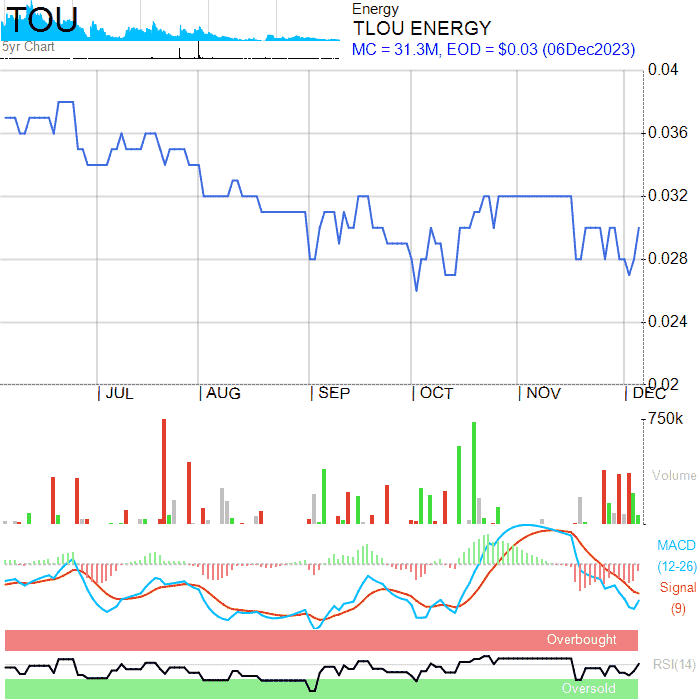 TOU
5yr Chart
Energy
TLOU ENERGY
MC = 31.3M, EOD = $0.03 (06Dec2023)
0.04
0.036
0.032
0.028
0.024
0.02
JUL
AUG
SEP
OCT
NOV
DEC
750k
Volume
MACD
(12-26)
Signal
(9)
Overbought
RSI(14)
Oversold